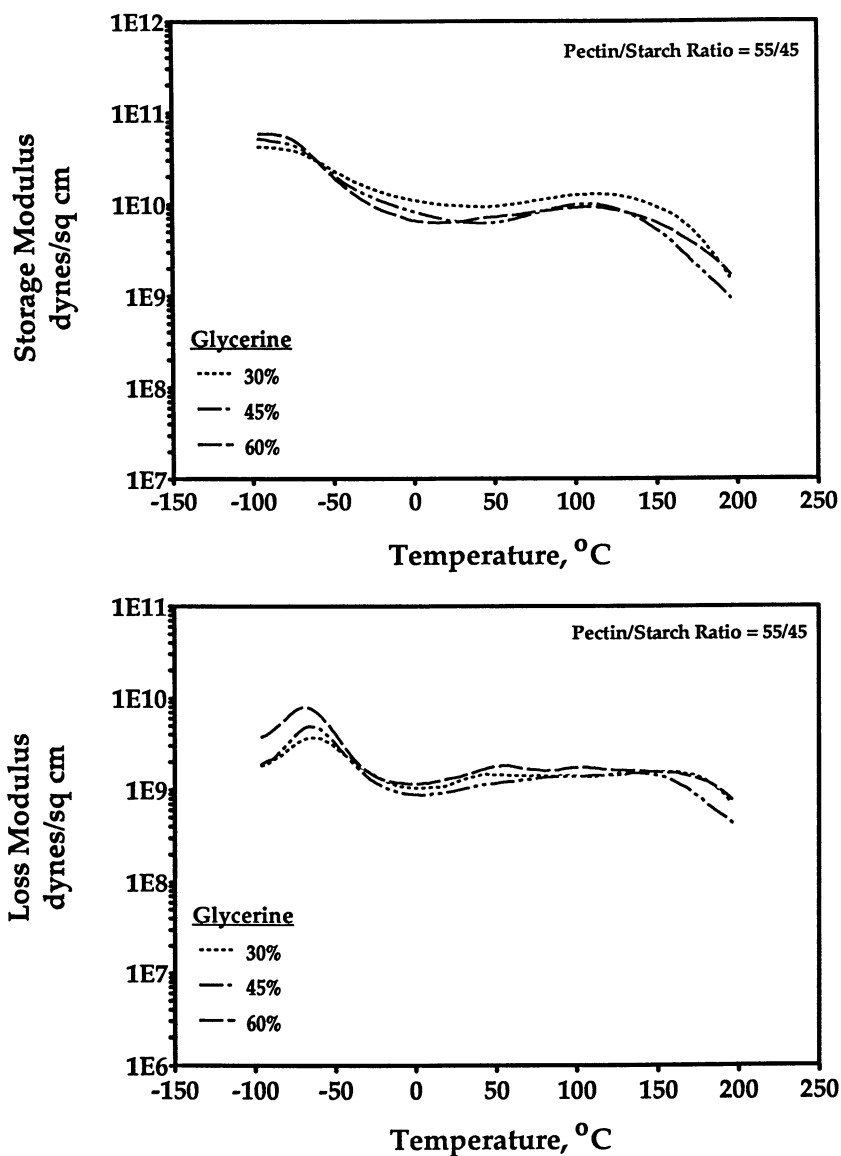 1E12
Pectin/Starch Ratio = 55/45
1E11
1E10
1E9
1E8
1E7
Storage Modulus
dynes/sq cm
Glycerine
30%
45%
60%
-150 -100 -50 0 50 100 150 200 250
Temperature, °C
1E11
Pectin/Starch Ratio = 55/45
1E10
1E9
1E8
1E7
1E6
Loss Modulus
dynes/sq cm
Glycerine
30%
45%
60%
-150 -100 -50 0 50 100 150 200 250
Temperature, °C